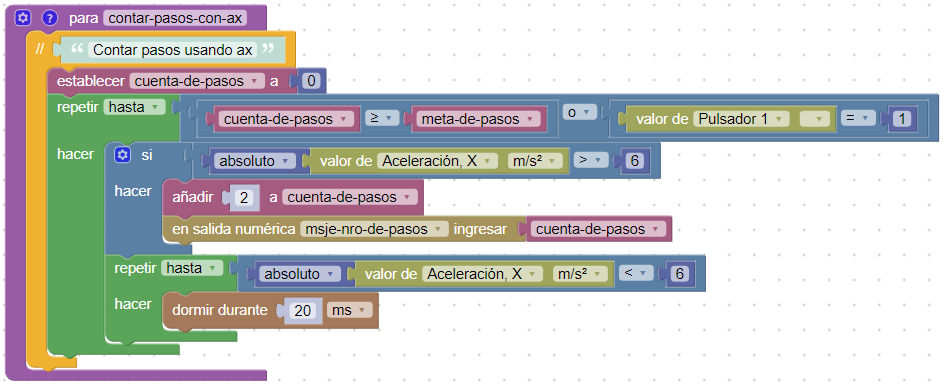 para contar-pasos-con-ax
// “ Contar pasos usando ax ”
establecer cuenta-de-pasos a 0
repetir hasta cuenta-de-pasos ≥ meta-de-pasos o valor de Pulsador 1 = 1
hacer si absoluto valor de Aceleración, X m/s² > 6
hacer añadir 2 a cuenta-de-pasos
en salida numérica msje-nro-de-pasos ingresar cuenta-de-pasos
repetir hasta absoluto valor de Aceleración, X m/s² < 6
hacer dormir durante 20 ms